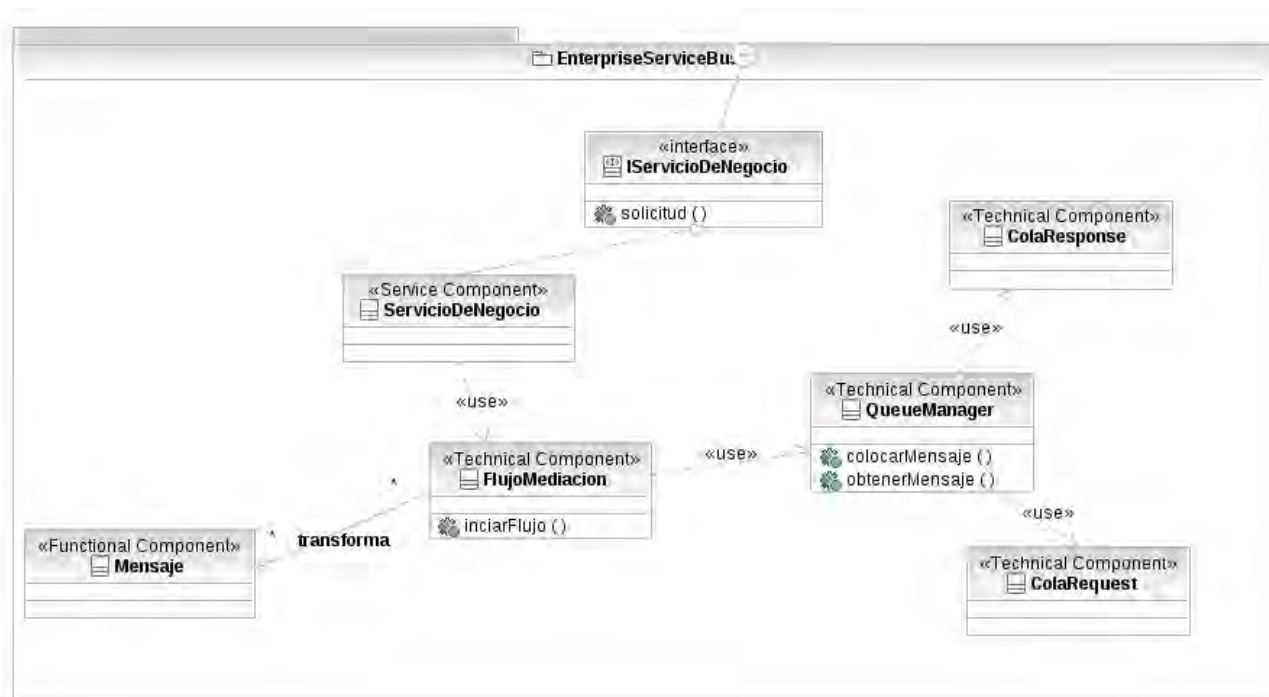 EnterpriseServiceBus
«interface»
IServicioDeNegocio
solicitud ( )
«Technical Component»
ColaResponse
«Service Component»
ServicioDeNegocio
«use»
«use»
«Technical Component»
QueueManager
colocarMensaje ( )
obtenerMensaje ( )
«use»
«Technical Component»
FlujoMediacion
inciarFlujo ( )
*
*
transforma
«use»
«Functional Component»
Mensaje
«Technical Component»
ColaRequest